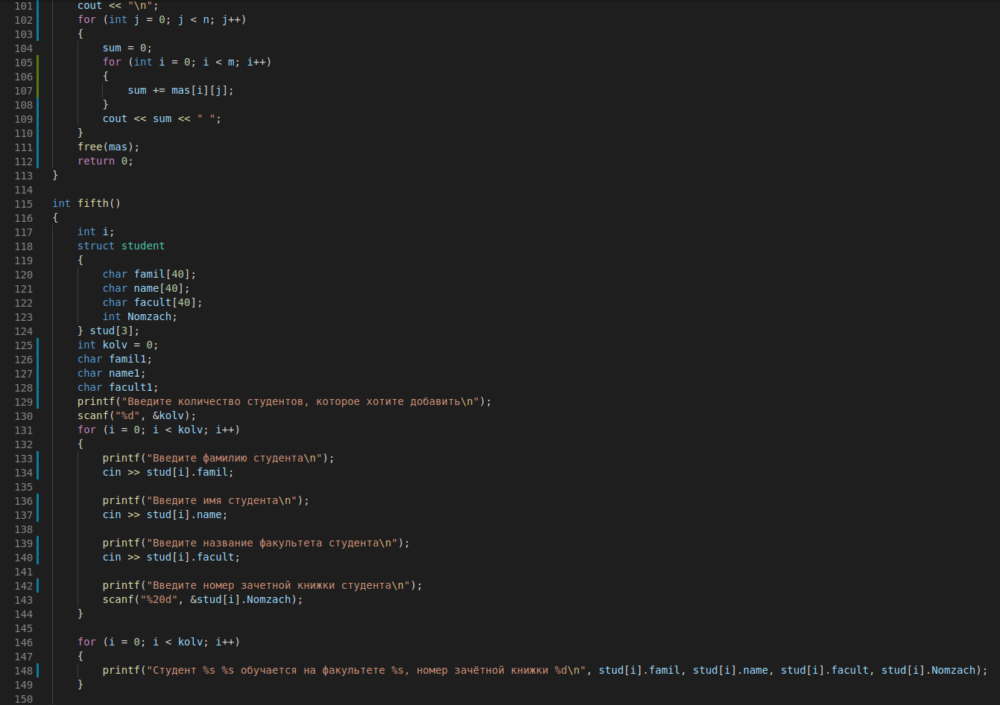 101 cout << "\n";
102 for (int j = 0; j < n; j++)
103 {
104 sum = 0;
105 for (int i = 0; i < m; i++)
106 {
107 sum += mas[i][j];
108 }
109 cout << sum << " ";
110 }
111 free(mas);
112 return 0;
113 }
114
115 int fifth()
116 {
117 int i;
118 struct student
119 {
120 char famil[40];
121 char name[40];
122 char facult[40];
123 int Nomzach;
124 } stud[3];
125 int kolv = 0;
126 char famil1;
127 char name1;
128 char facult1;
129 printf("Введите количество студентов, которое хотите добавить\n");
130 scanf("%d", &kolv);
131 for (i = 0; i < kolv; i++)
132 {
133 printf("Введите фамилию студента\n");
134 cin >> stud[i].famil;
135
136 printf("Введите имя студента\n");
137 cin >> stud[i].name;
138
139 printf("Введите название факультета студента\n");
140 cin >> stud[i].facult;
141
142 printf("Введите номер зачетной книжки студента\n");
143 scanf("%20d", &stud[i].Nomzach);
144 }
145
146 for (i = 0; i < kolv; i++)
147 {
148 printf("Студент %s %s обучается на факультете %s, номер зачётной книжки %d\n", stud[i].famil, stud[i].name, stud[i].facult, stud[i].Nomzach);
149 }
150